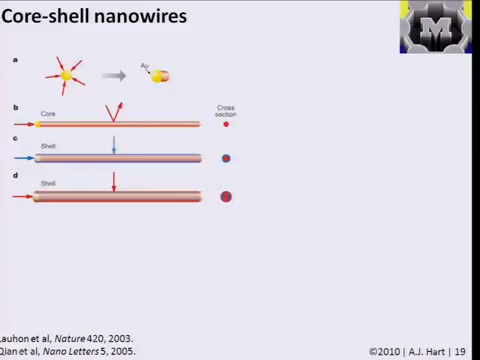 Core-shell nanowires
M
a
Au
b
Core
Cross
section
c
Shell
d
Shell
Lauhon et al, Nature 420, 2003.
Qian et al, Nano Letters 5, 2005.
©2010 | A.J. Hart | 19